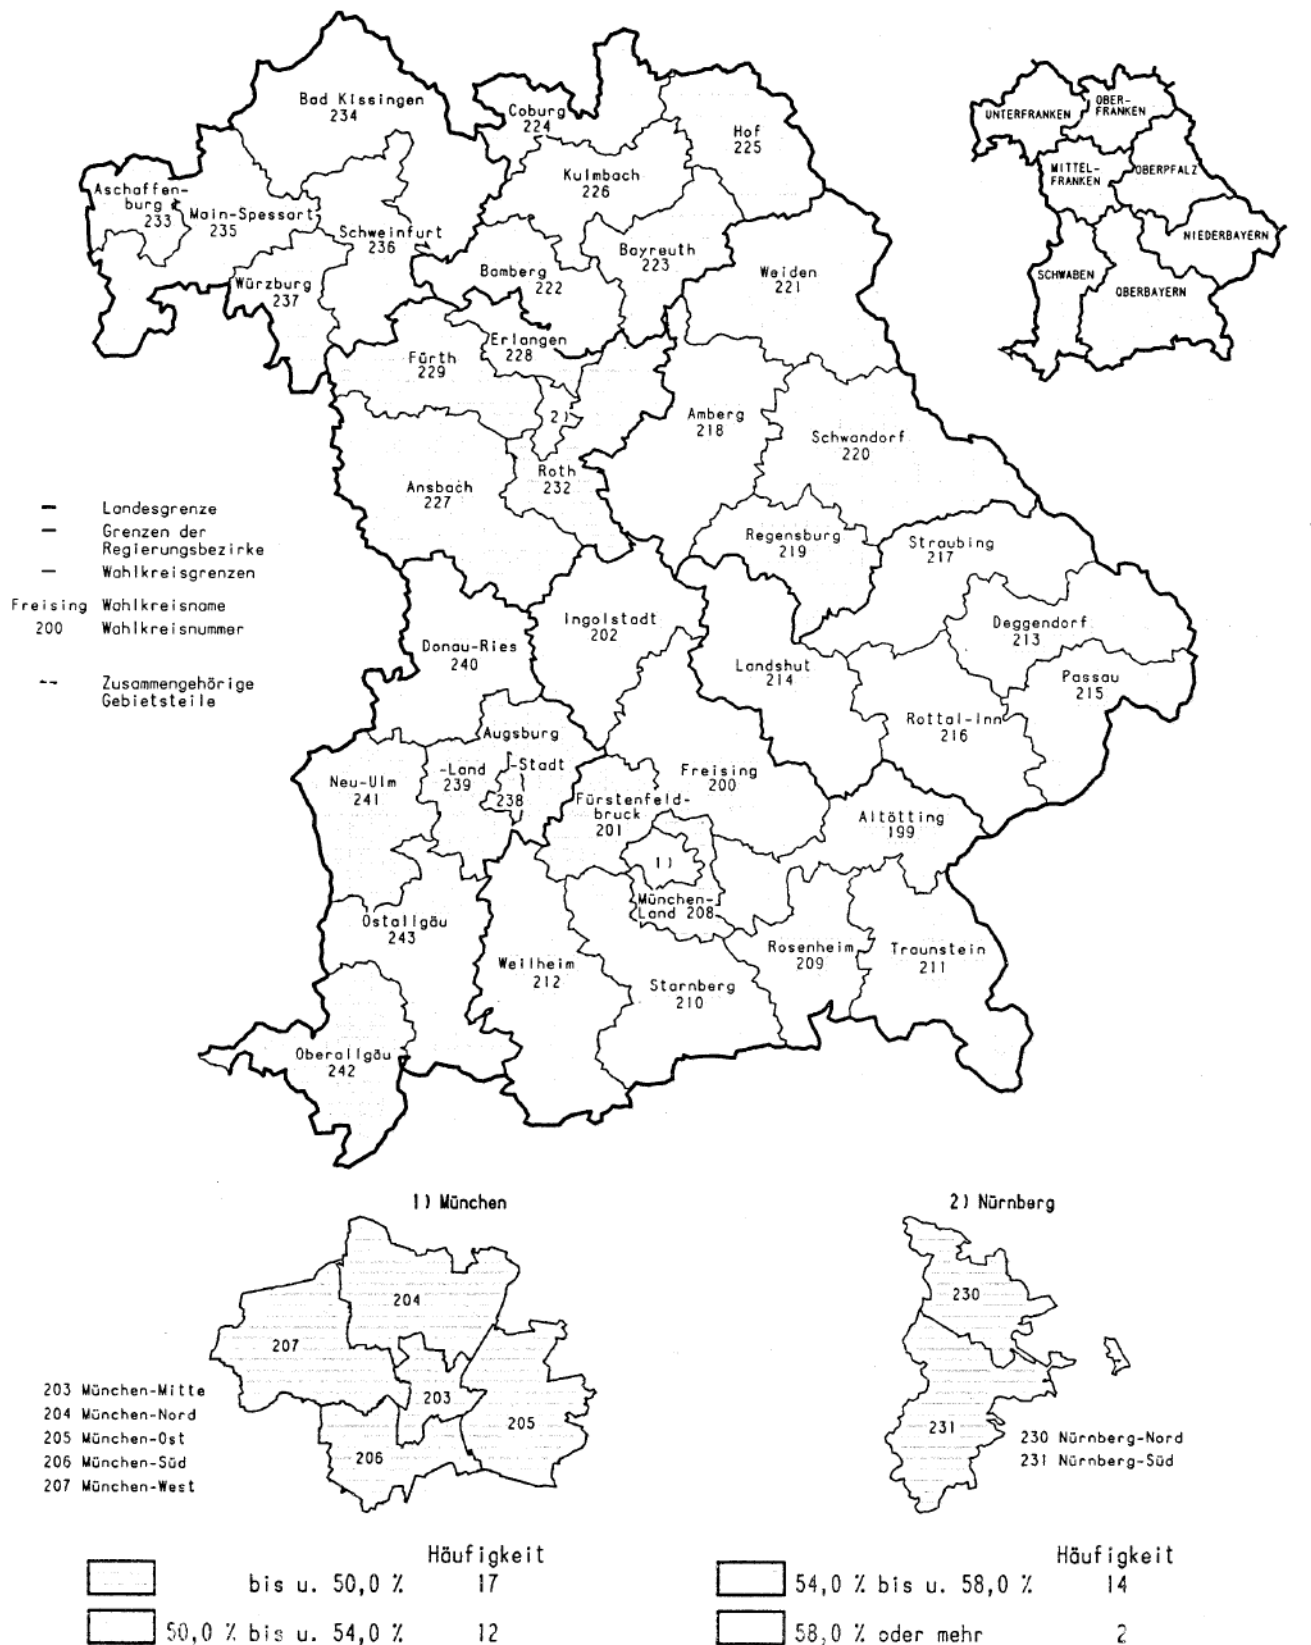 Bad Kissingen
234
Coburg
224
Hof
225
Kulmbach
226
Aschaffen-
burg
233
Main-Spessart
235
Schweinfurt
236
Bayreuth
223
Bamberg
222
Würzburg
237
Weiden
221
Erlangen
228
Fürth
229
2)
Amberg
218
Schwandorf
220
Roth
232
Ansbach
227
Regensburg
219
Straubing
217
Ingolstadt
202
Deggendorf
213
Donau-Ries
240
Landshut
214
Passau
215
Rottal-Inn
216
Augsburg
-Land
239
-Stadt
238
Neu-Ulm
241
Freising
200
Fürstenfeld-
bruck
201
Altötting
199
1)
München-
Land 208
Ostallgäu
243
Rosenheim
209
Traunstein
211
Weilheim
212
Starnberg
210
Oberallgäu
242
UNTERFRANKEN
OBER-
FRANKEN
MITTEL-
FRANKEN
OBERPFALZ
NIEDERBAYERN
SCHWABEN
OBERBAYERN
Landesgrenze
Grenzen der
Regierungsbezirke
Wahlkreisgrenzen
Freising Wahlkreisname
200 Wahlkreisnummer
Zusammengehörige
Gebietsteile
1) München
204
207
203
205
206
203 München-Mitte
204 München-Nord
205 München-Ost
206 München-Süd
207 München-West
2) Nürnberg
230
231
230 Nürnberg-Nord
231 Nürnberg-Süd
Häufigkeit
bis u. 50,0 % 17
50,0 % bis u. 54,0 % 12
Häufigkeit
54,0 % bis u. 58,0 % 14
58,0 % oder mehr 2